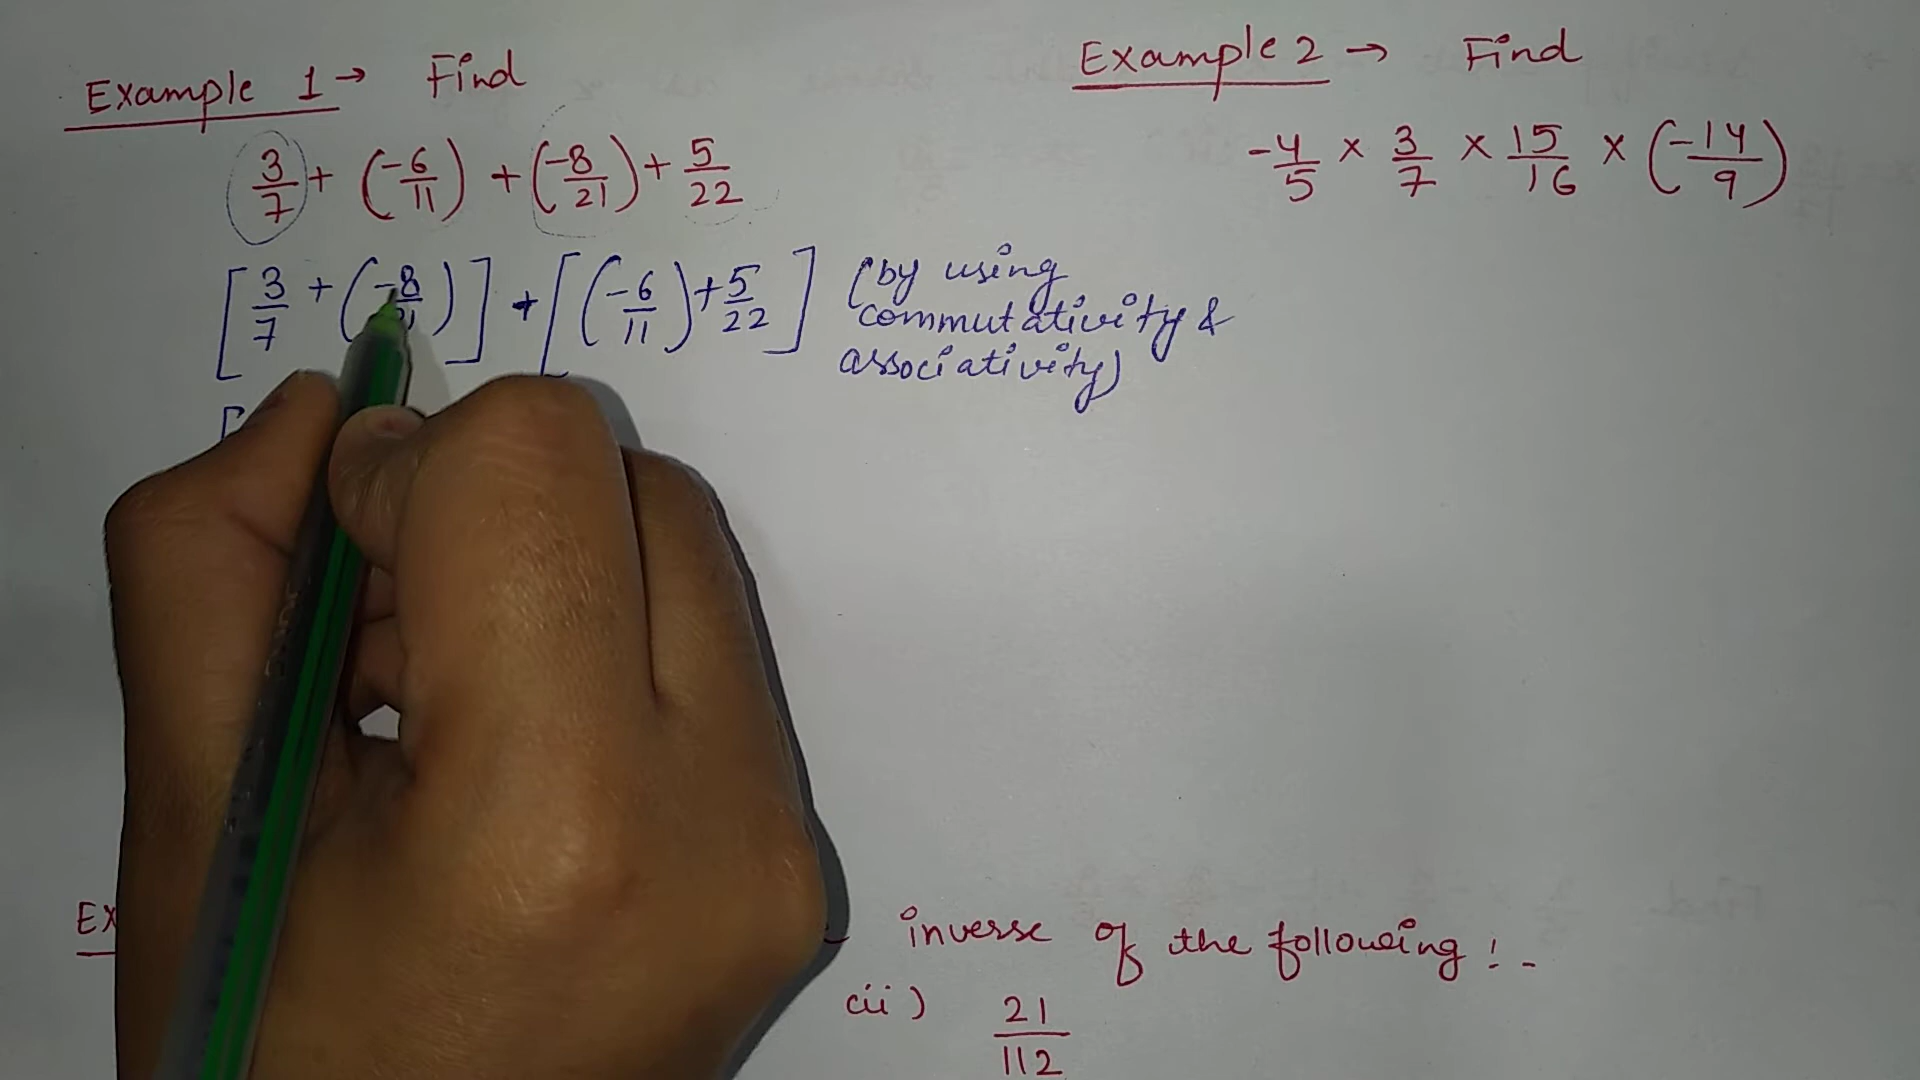 Example 1 → Find
3/7 + (-6/11) + (-8/21) + 5/22
[3/7 + (-8/21)] + [(-6/11) + 5/22] (by using
commutativity &
associativity)
[
Example 2 → Find
-4/5 × 3/7 × 15/16 × (-14/9)
Ex inverse of the following :-
(ii) 21/112